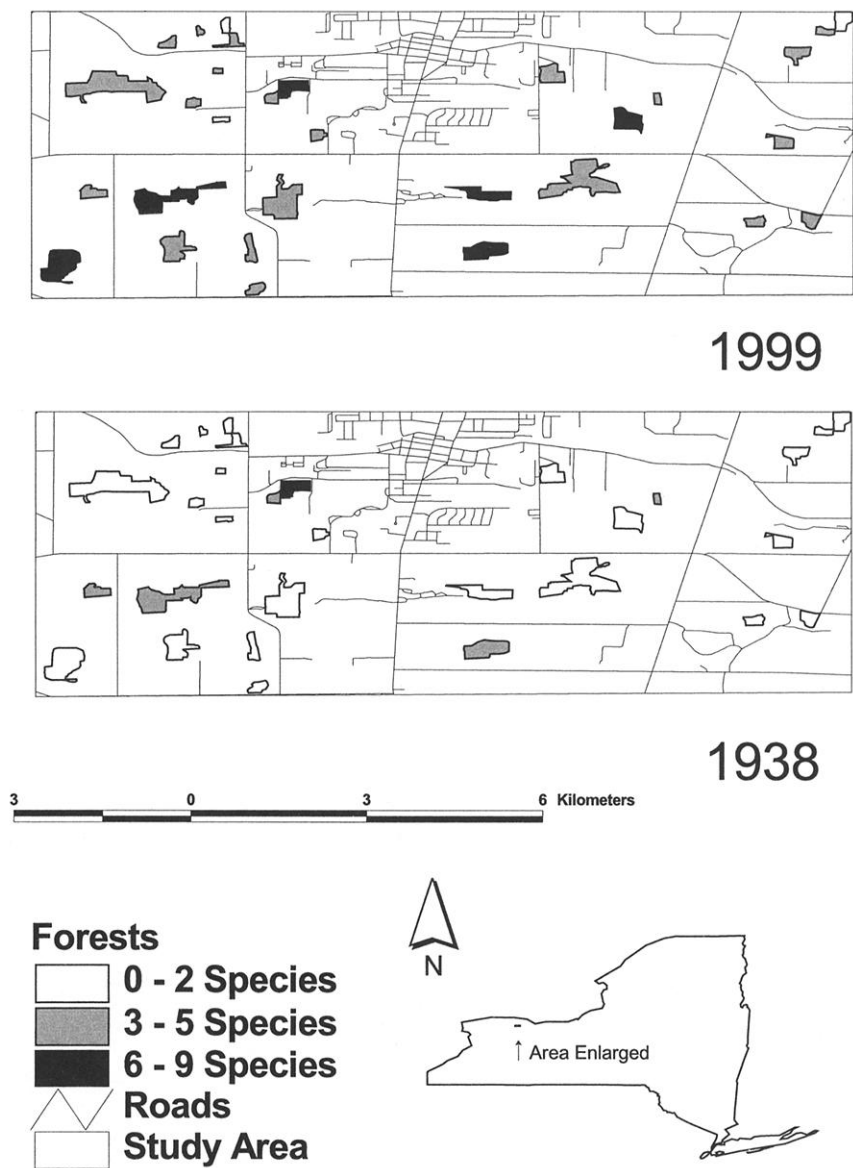 1999
1938
3 0 3 6 Kilometers
N
Forests
0 - 2 Species
3 - 5 Species
6 - 9 Species
Roads
Study Area
↑ Area Enlarged